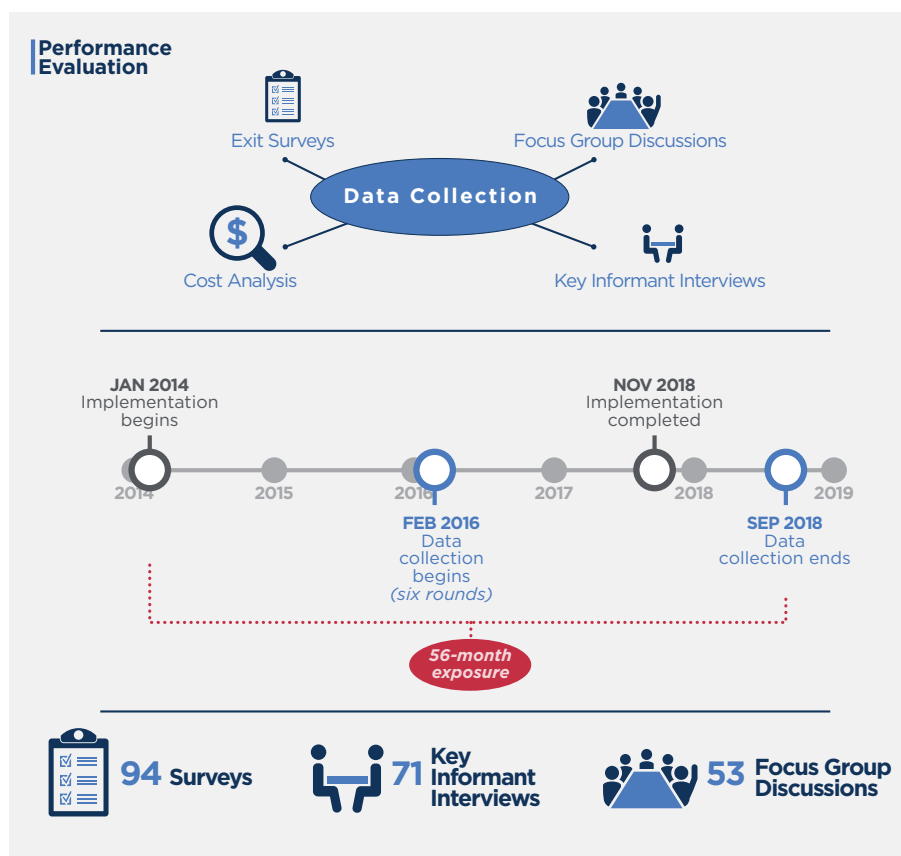 Performance
Evaluation
Exit Surveys
Focus Group Discussions
Data Collection
$
Cost Analysis
Key Informant Interviews
JAN 2014
Implementation
begins
NOV 2018
Implementation
completed
2014
2015
2016
2017
2018
2019
FEB 2016
Data
collection
begins
(six rounds)
SEP 2018
Data
collection ends
56-month
exposure
94 Surveys
71 Key
Informant
Interviews
53 Focus Group
Discussions